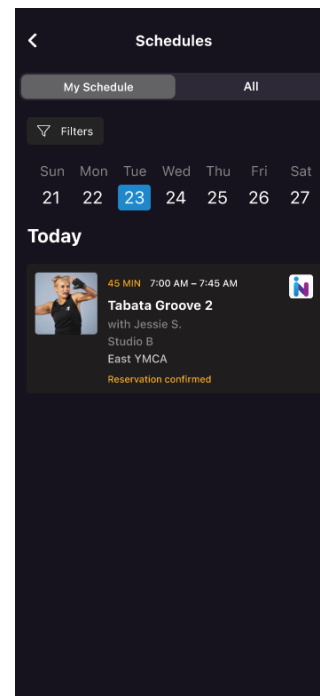 Schedules
My Schedule
All
Filters
Sun Mon Tue Wed Thu Fri Sat
21 22 23 24 25 26 27
Today
45 MIN 7:00 AM – 7:45 AM
Tabata Groove 2
with Jessie S.
Studio B
East YMCA
Reservation confirmed